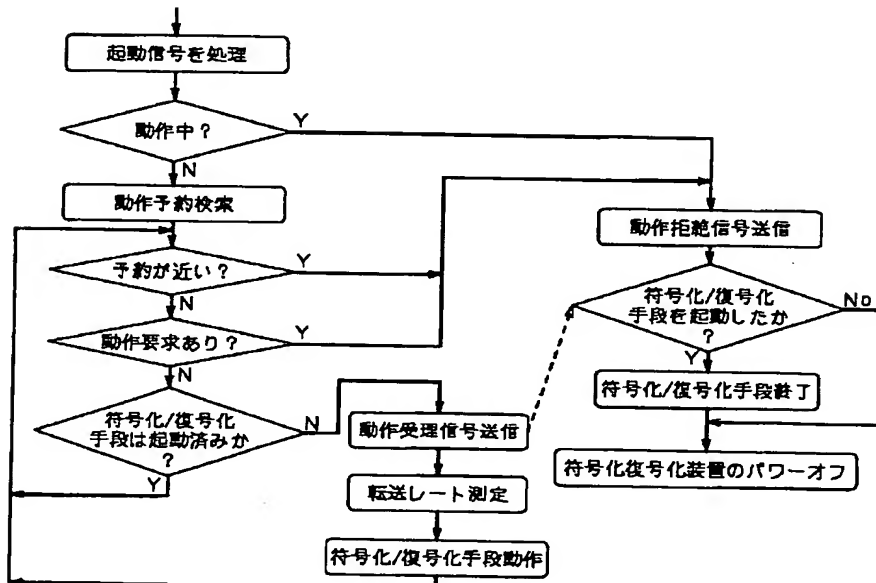 起動信号を処理
動作中?
Y
N
動作予約検索
予約が近い?
Y
N
動作要求あり?
Y
N
符号化/復号化
手段は起動済みか
?
N
Y
動作受理信号送信
転送レート測定
符号化/復号化手段動作
動作拒絶信号送信
符号化/復号化
手段を起動したか
?
No
Y
符号化/復号化手段終了
符号化復号化装置のパワーオフ